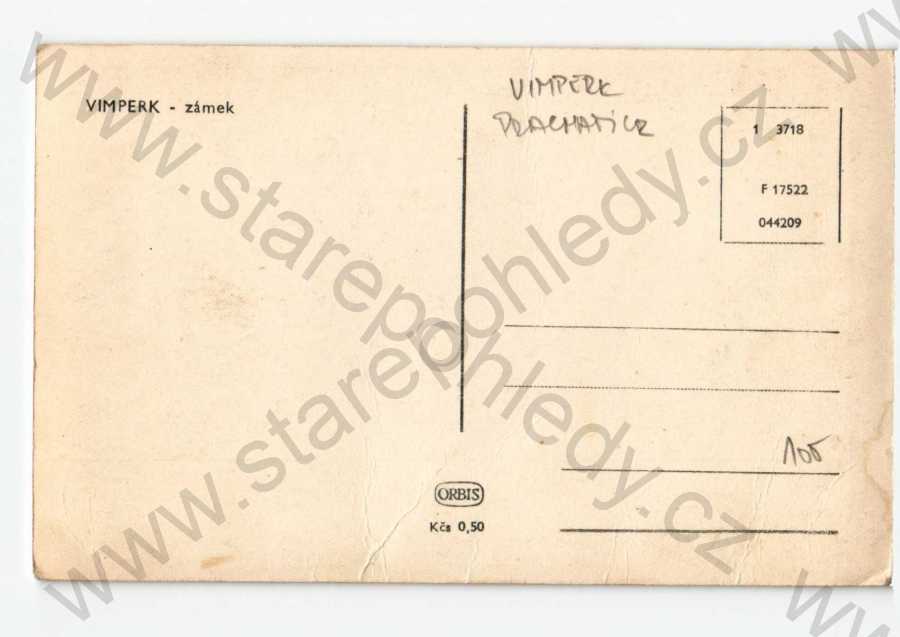 VIMPERK - zámek
VIMPERK
PRACHATICE
1 3718
F 17522
044209
100
ORBIS
Kčs 0,50
www.starepohledy.cz
www.starepohledy.cz